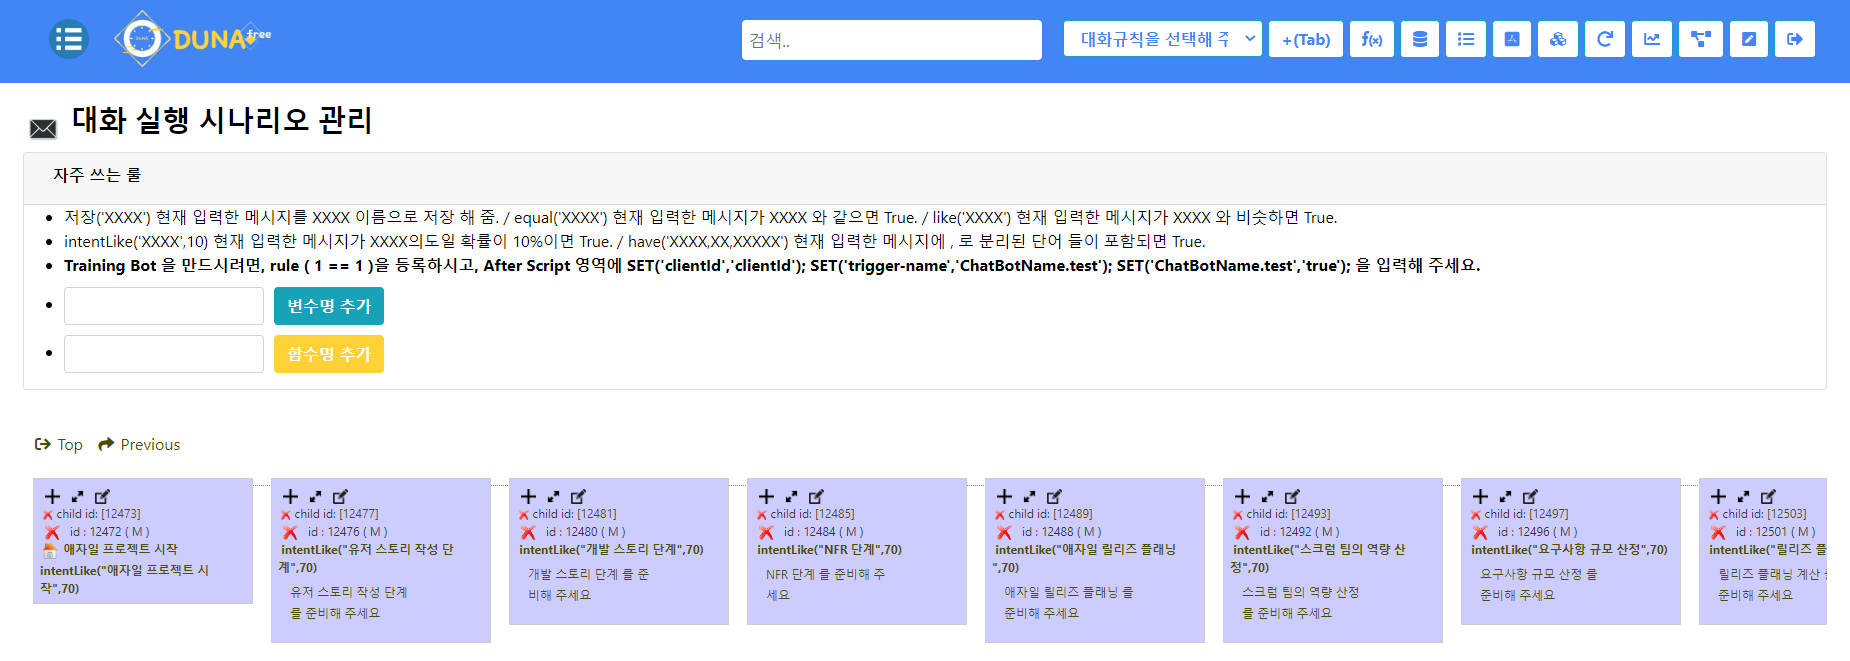 DUNA free
검색..
대화규칙을 선택해 주
+(Tab)
f(x)
대화 실행 시나리오 관리
자주 쓰는 룰
저장('XXXX') 현재 입력한 메시지를 XXXX 이름으로 저장 해 줌. / equal('XXXX') 현재 입력한 메시지가 XXXX 와 같으면 True. / like('XXXX') 현재 입력한 메시지가 XXXX 와 비슷하면 True.
intentLike('XXXX',10) 현재 입력한 메시지가 XXXX의도일 확률이 10%이면 True. / have('XXXX,XX,XXXXX') 현재 입력한 메시지에 , 로 분리된 단어 들이 포함되면 True.
Training Bot 을 만드시려면, rule ( 1 == 1 )을 등록하시고, After Script 영역에 SET('clientId','clientId'); SET('trigger-name','ChatBotName.test'); SET('ChatBotName.test','true'); 을 입력해 주세요.
변수명 추가
함수명 추가
Top Previous
child id: [12473]
id : 12472 ( M )
애자일 프로젝트 시작
intentLike("애자일 프로젝트 시
작",70)
child id: [12477]
id : 12476 ( M )
intentLike("유저 스토리 작성 단
계",70)
유저 스토리 작성 단계
를 준비해 주세요
child id: [12481]
id : 12480 ( M )
intentLike("개발 스토리 단계",70)
개발 스토리 단계 를 준
비해 주세요
child id: [12485]
id : 12484 ( M )
intentLike("NFR 단계",70)
NFR 단계 를 준비해 주
세요
child id: [12489]
id : 12488 ( M )
intentLike("애자일 릴리즈 플래닝
",70)
애자일 릴리즈 플래닝 를
준비해 주세요
child id: [12493]
id : 12492 ( M )
intentLike("스크럼 팀의 역량 산
정",70)
스크럼 팀의 역량 산정
를 준비해 주세요
child id: [12497]
id : 12496 ( M )
intentLike("요구사항 규모 산정",70)
요구사항 규모 산정 를
준비해 주세요
child id: [12503]
id : 12501 ( M )
intentLike("릴리즈 플
릴리즈 플래닝 계산
준비해 주세요